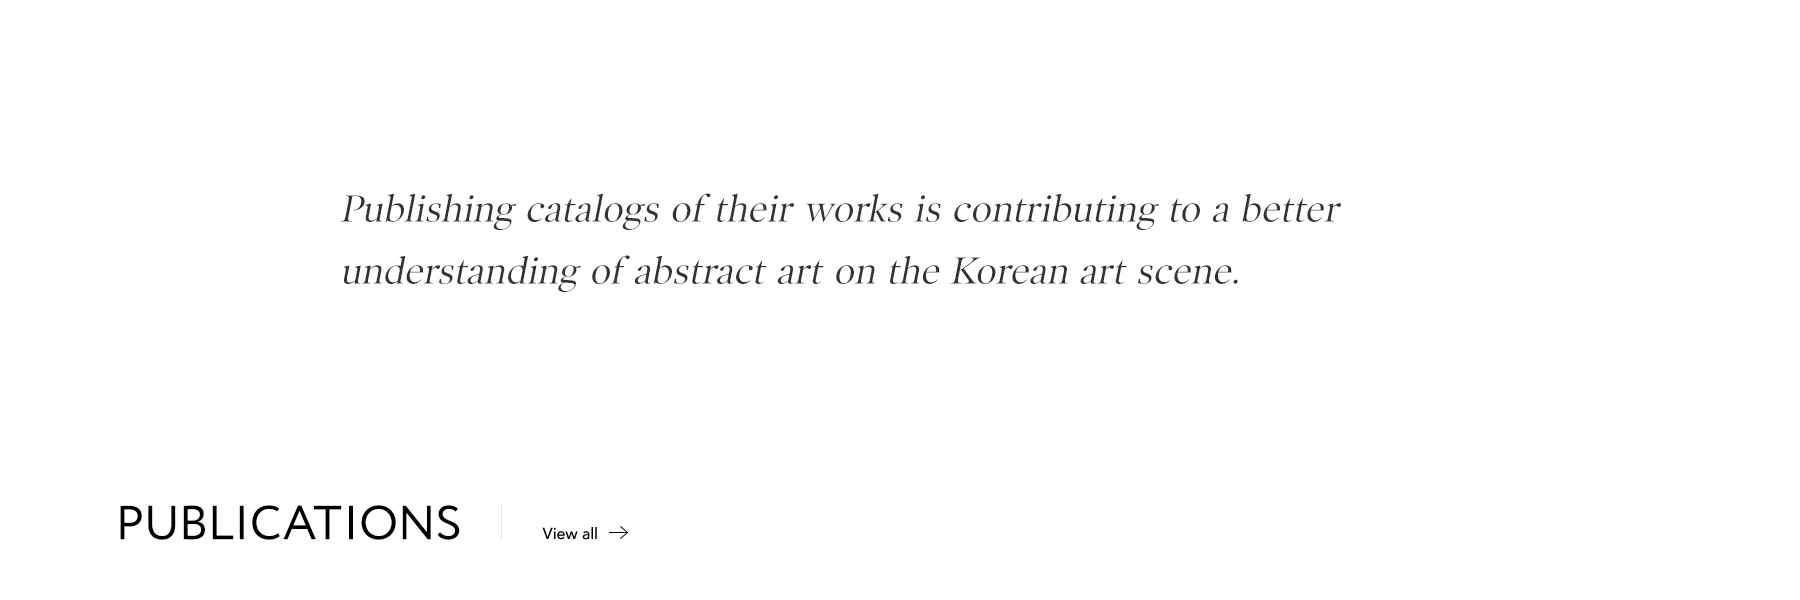 Publishing catalogs of their works is contributing to a better
understanding of abstract art on the Korean art scene.
PUBLICATIONS
View all →